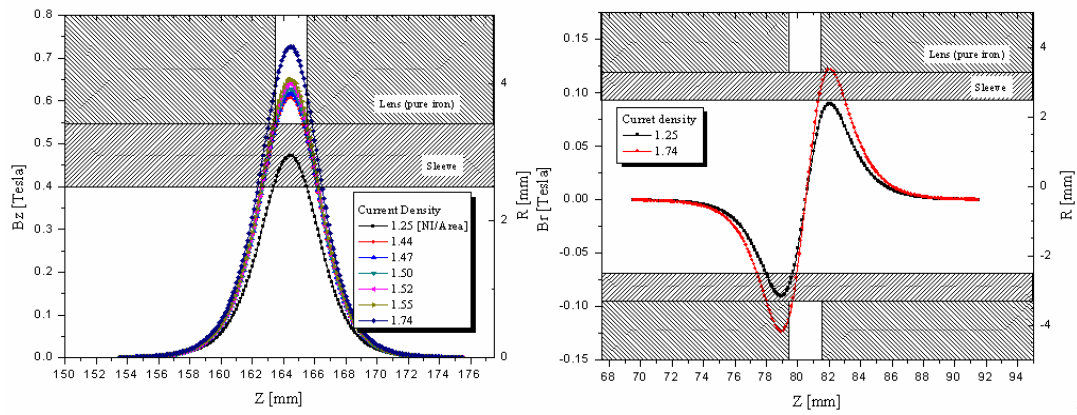 0.8
0.7
0.6
0.5
0.4
0.3
0.2
0.1
0.0
Bz [Tesla]
150 152 154 156 158 160 162 164 166 168 170 172 174 176
Z [mm]
4
2
0
R [mm]
Lens (pure iron)
Sleeve
Current Density
1.25 [NI/Area]
1.44
1.47
1.50
1.52
1.55
1.74
0.15
0.10
0.05
0.00
-0.05
-0.10
-0.15
Br [Tesla]
68 70 72 74 76 78 80 82 84 86 88 90 92 94
Z [mm]
4
2
0
-2
-4
R [mm]
Lens (pure iron)
Sleeve
Curret density
1.25
1.74